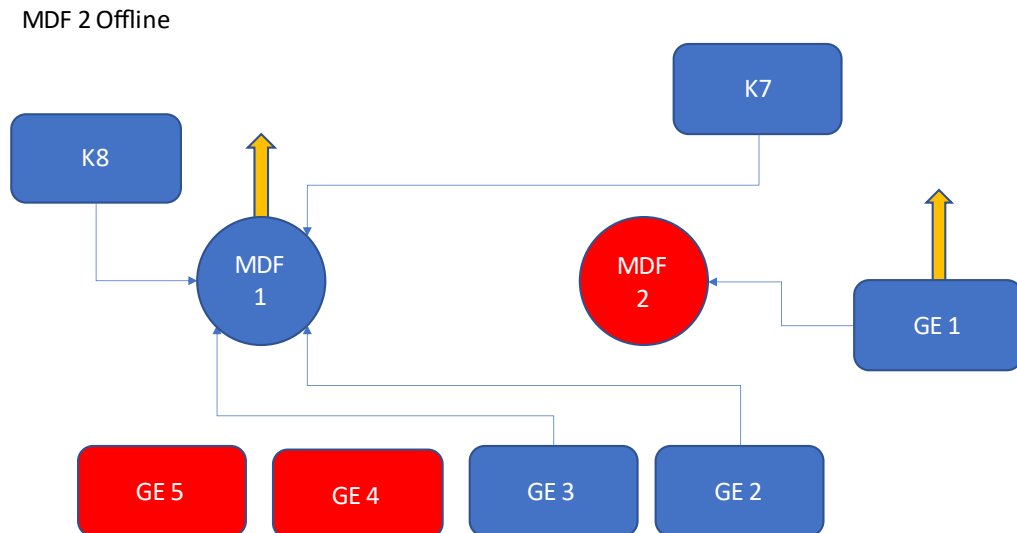 MDF 2 Offline
K7
K8
MDF
1
MDF
2
GE 1
GE 5
GE 4
GE 3
GE 2